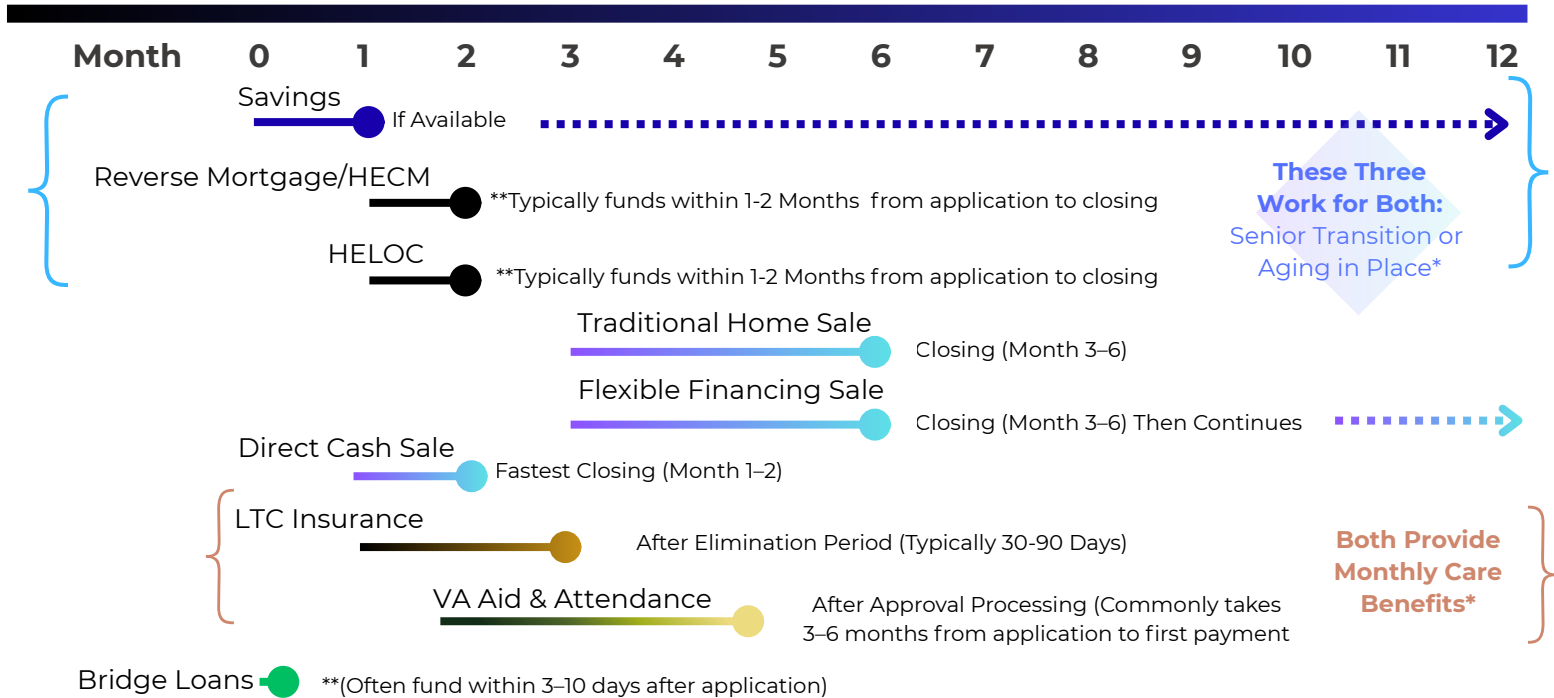 Month 0 1 2 3 4 5 6 7 8 9 10 11 12
Savings
If Available
Reverse Mortgage/HECM
**Typically funds within 1-2 Months from application to closing
HELOC
**Typically funds within 1-2 Months from application to closing
These Three
Work for Both:
Senior Transition or
Aging in Place*
Traditional Home Sale
Closing (Month 3–6)
Flexible Financing Sale
Closing (Month 3–6) Then Continues
Direct Cash Sale
Fastest Closing (Month 1–2)
LTC Insurance
After Elimination Period (Typically 30-90 Days)
VA Aid & Attendance
After Approval Processing (Commonly takes
3–6 months from application to first payment
Both Provide
Monthly Care
Benefits*
Bridge Loans
**(Often fund within 3–10 days after application)